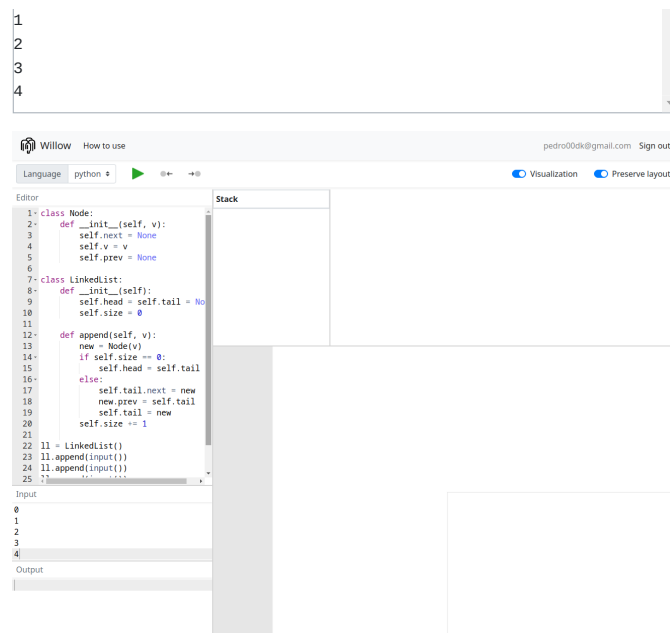 1
2
3
4
Willow How to use pedro00dk@gmail.com Sign out
Language python Visualization Preserve layout
Editor
Stack
1 class Node:
2 def __init__(self, v):
3 self.next = None
4 self.v = v
5 self.prev = None
6
7 class LinkedList:
8 def __init__(self):
9 self.head = self.tail = No
10 self.size = 0
11
12 def append(self, v):
13 new = Node(v)
14 if self.size == 0:
15 self.head = self.tail
16 else:
17 self.tail.next = new
18 new.prev = self.tail
19 self.tail = new
20 self.size += 1
21
22 ll = LinkedList()
23 ll.append(input())
24 ll.append(input())
25
Input
0
1
2
3
4
Output